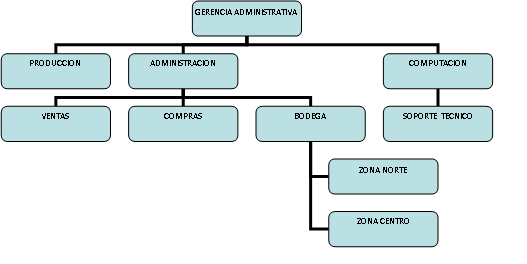 GERENCIA ADMINISTRATIVA
PRODUCCION
ADMINISTRACION
COMPUTACION
VENTAS
COMPRAS
BODEGA
SOPORTE TECNICO
ZONA NORTE
ZONA CENTRO